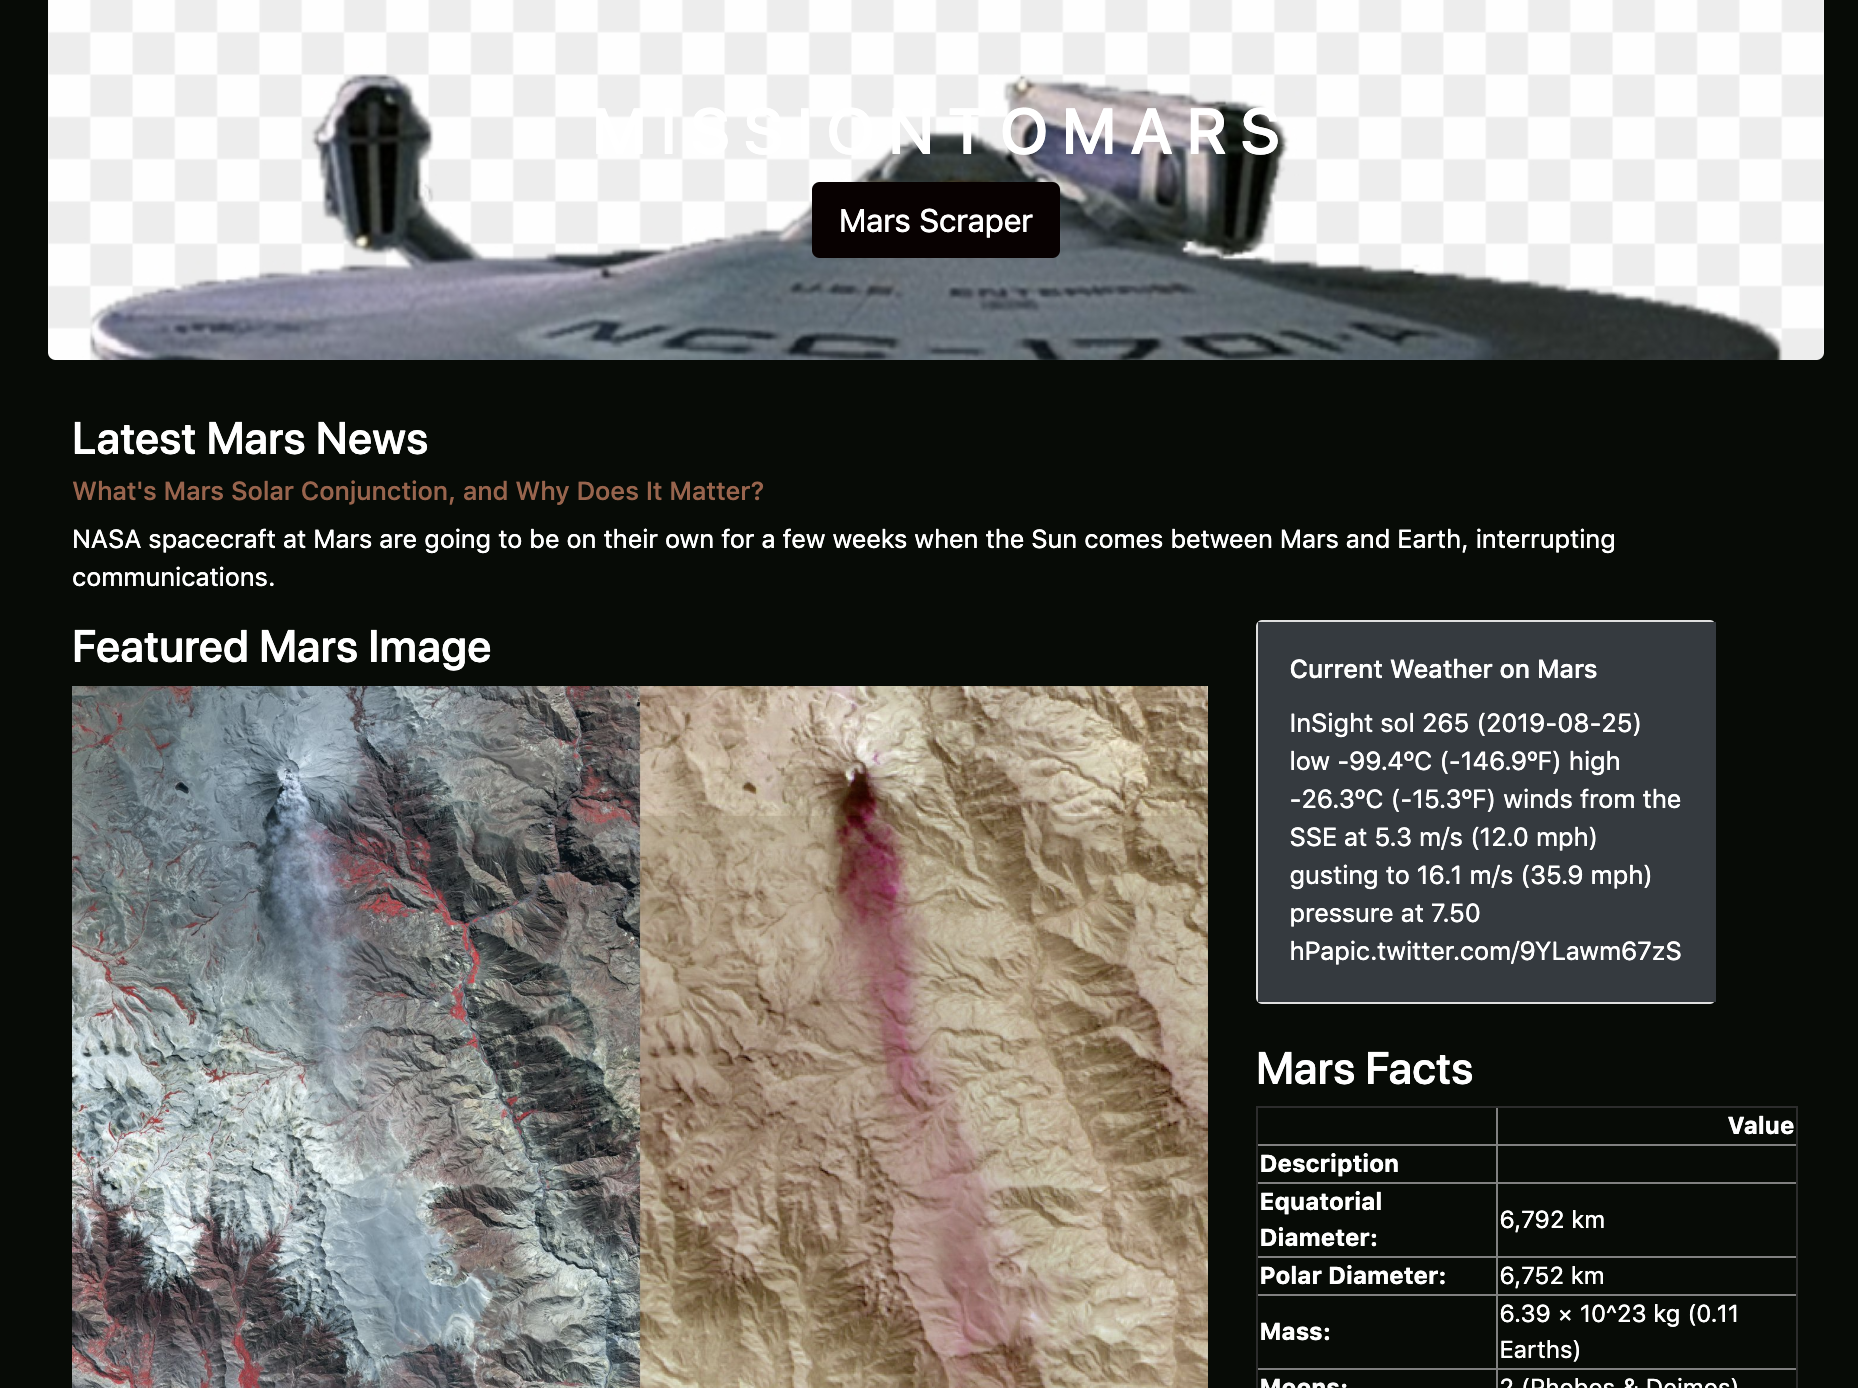 MISSIONTOMARS
Mars Scraper
U.S.S. ENTERPRISE
NCC-1701A
Latest Mars News
What's Mars Solar Conjunction, and Why Does It Matter?
NASA spacecraft at Mars are going to be on their own for a few weeks when the Sun comes between Mars and Earth, interrupting
communications.
Featured Mars Image
Current Weather on Mars
InSight sol 265 (2019-08-25)
low -99.4ºC (-146.9ºF) high
-26.3ºC (-15.3ºF) winds from the
SSE at 5.3 m/s (12.0 mph)
gusting to 16.1 m/s (35.9 mph)
pressure at 7.50
hPapic.twitter.com/9YLawm67zS
Mars Facts
Value
Description
Equatorial
Diameter:
6,792 km
Polar Diameter:
6,752 km
Mass:
6.39 × 10^23 kg (0.11
Earths)
Moons:
2 (Phobos & Deimos)